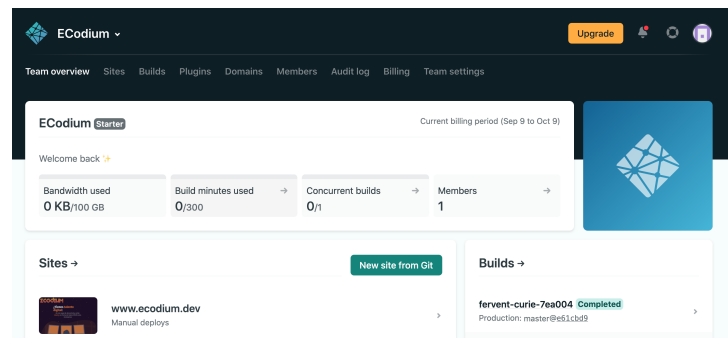 ECodium
Upgrade
Team overview Sites Builds Plugins Domains Members Audit log Billing Team settings
ECodium Starter
Current billing period (Sep 9 to Oct 9)
Welcome back ✨
Bandwidth used
0 KB/100 GB
Build minutes used →
0/300
Concurrent builds →
0/1
Members →
1
Sites →
New site from Git
www.ecodium.dev
Manual deploys
Builds →
fervent-curie-7ea004 Completed
Production: master@e61cbd9
ECODIUM